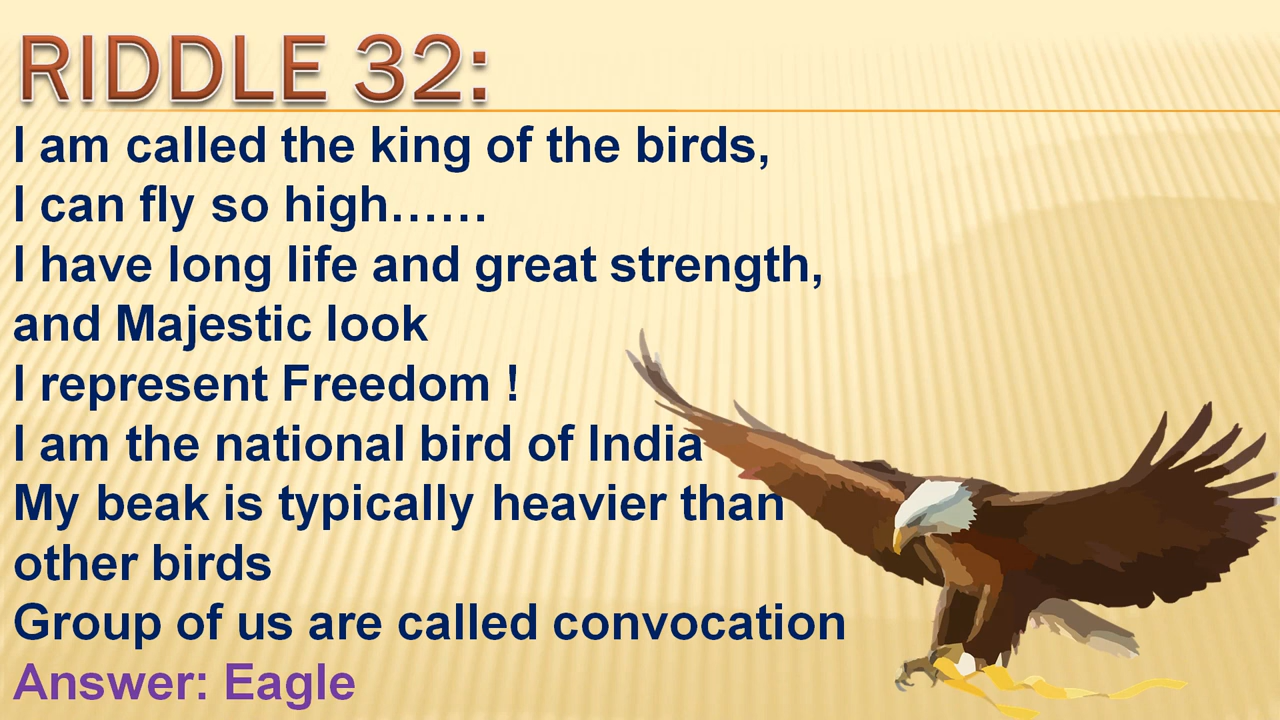 RIDDLE 32:
I am called the king of the birds,
I can fly so high......
I have long life and great strength,
and Majestic look
I represent Freedom !
I am the national bird of India
My beak is typically heavier than
other birds
Group of us are called convocation
Answer: Eagle